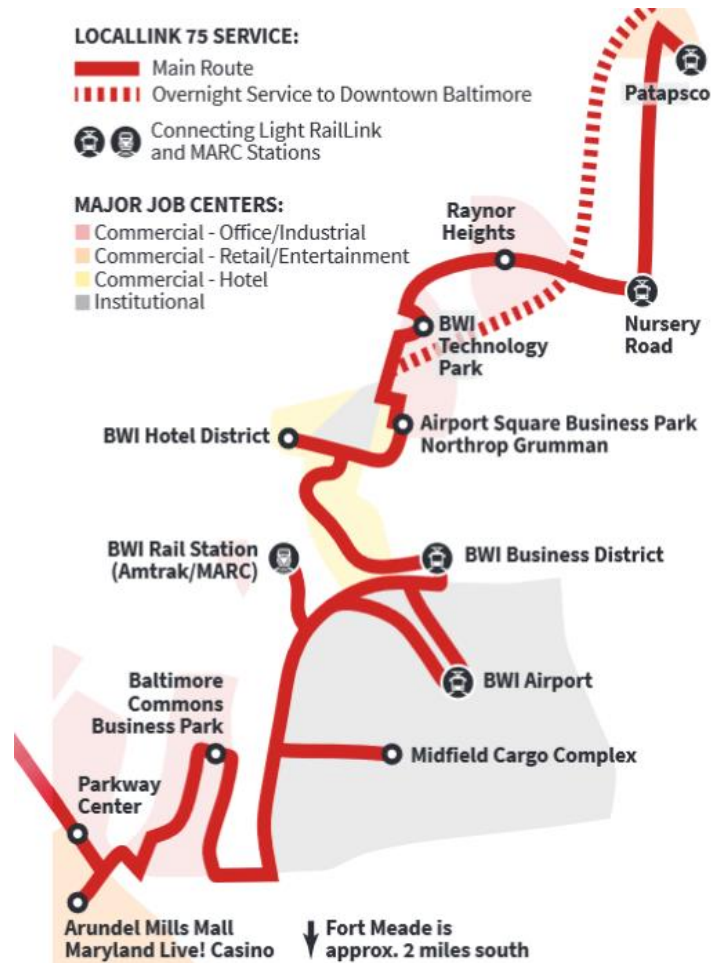 LOCALLINK 75 SERVICE:
Main Route
Overnight Service to Downtown Baltimore
Connecting Light RailLink
and MARC Stations
MAJOR JOB CENTERS:
Commercial - Office/Industrial
Commercial - Retail/Entertainment
Commercial - Hotel
Institutional
Patapsco
Raynor
Heights
Nursery
Road
BWI
Technology
Park
Airport Square Business Park
Northrop Grumman
BWI Hotel District
BWI Rail Station
(Amtrak/MARC)
BWI Business District
BWI Airport
Baltimore
Commons
Business Park
Midfield Cargo Complex
Parkway
Center
Arundel Mills Mall
Maryland Live! Casino
Fort Meade is
approx. 2 miles south